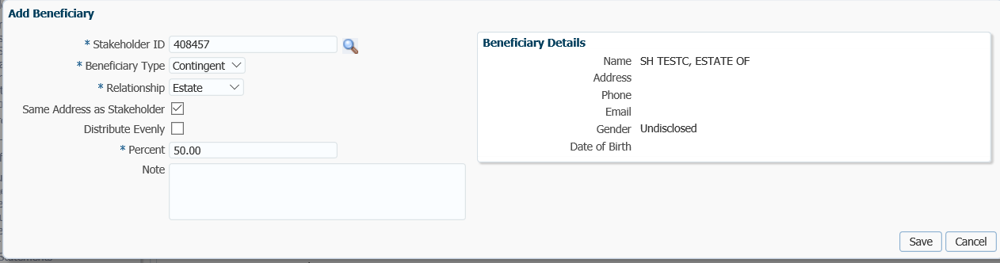 Add Beneficiary
* Stakeholder ID 408457
* Beneficiary Type Contingent
* Relationship Estate
Same Address as Stakeholder
Distribute Evenly
* Percent 50.00
Note
Beneficiary Details
Name SH TESTC, ESTATE OF
Address
Phone
Email
Gender Undisclosed
Date of Birth
Save Cancel